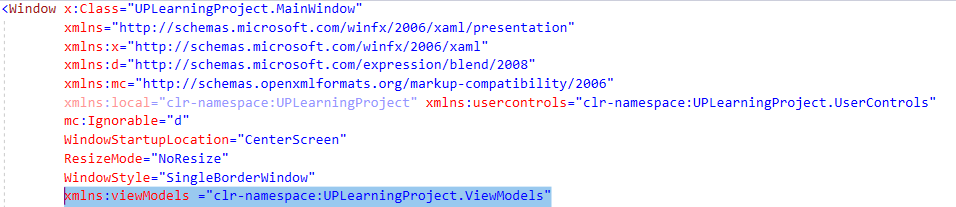 <Window x:Class="UPLearningProject.MainWindow"
xmlns="http://schemas.microsoft.com/winfx/2006/xaml/presentation"
xmlns:x="http://schemas.microsoft.com/winfx/2006/xaml"
xmlns:d="http://schemas.microsoft.com/expression/blend/2008"
xmlns:mc="http://schemas.openxmlformats.org/markup-compatibility/2006"
xmlns:local="clr-namespace:UPLearningProject" xmlns:usercontrols="clr-namespace:UPLearningProject.UserControls"
mc:Ignorable="d"
WindowStartupLocation="CenterScreen"
ResizeMode="NoResize"
WindowStyle="SingleBorderWindow"
xmlns:viewModels ="clr-namespace:UPLearningProject.ViewModels"